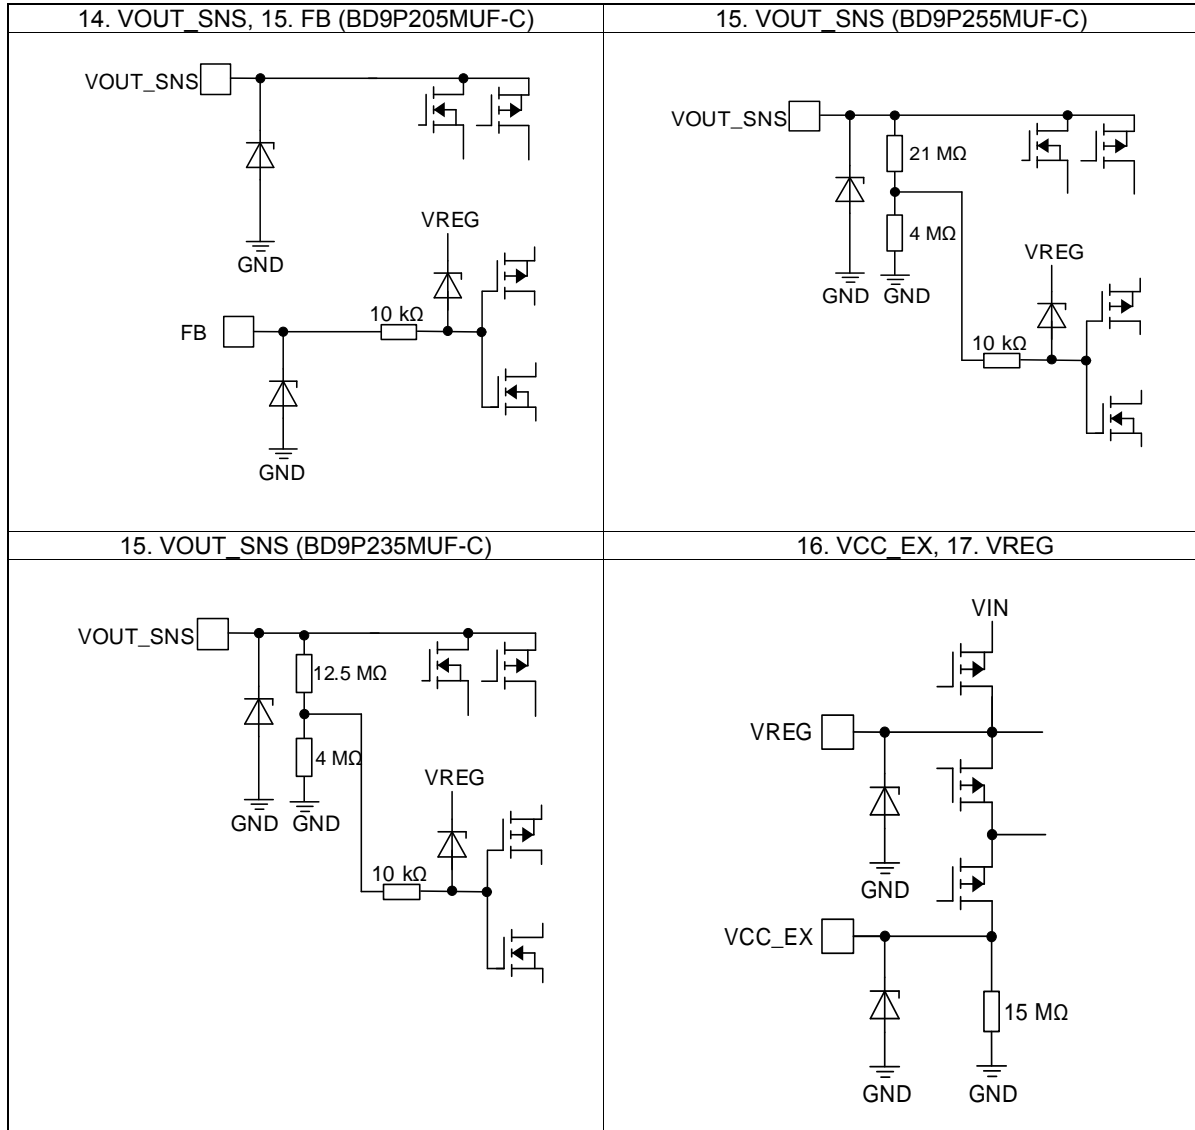 14. VOUT_SNS, 15. FB (BD9P205MUF-C)
VOUT_SNS
GND
VREG
10 kΩ
FB
GND
15. VOUT_SNS (BD9P255MUF-C)
VOUT_SNS
21 MΩ
4 MΩ
GND
GND
VREG
10 kΩ
15. VOUT_SNS (BD9P235MUF-C)
VOUT_SNS
12.5 MΩ
4 MΩ
GND
GND
VREG
10 kΩ
16. VCC_EX, 17. VREG
VIN
VREG
GND
VCC_EX
15 MΩ
GND
GND